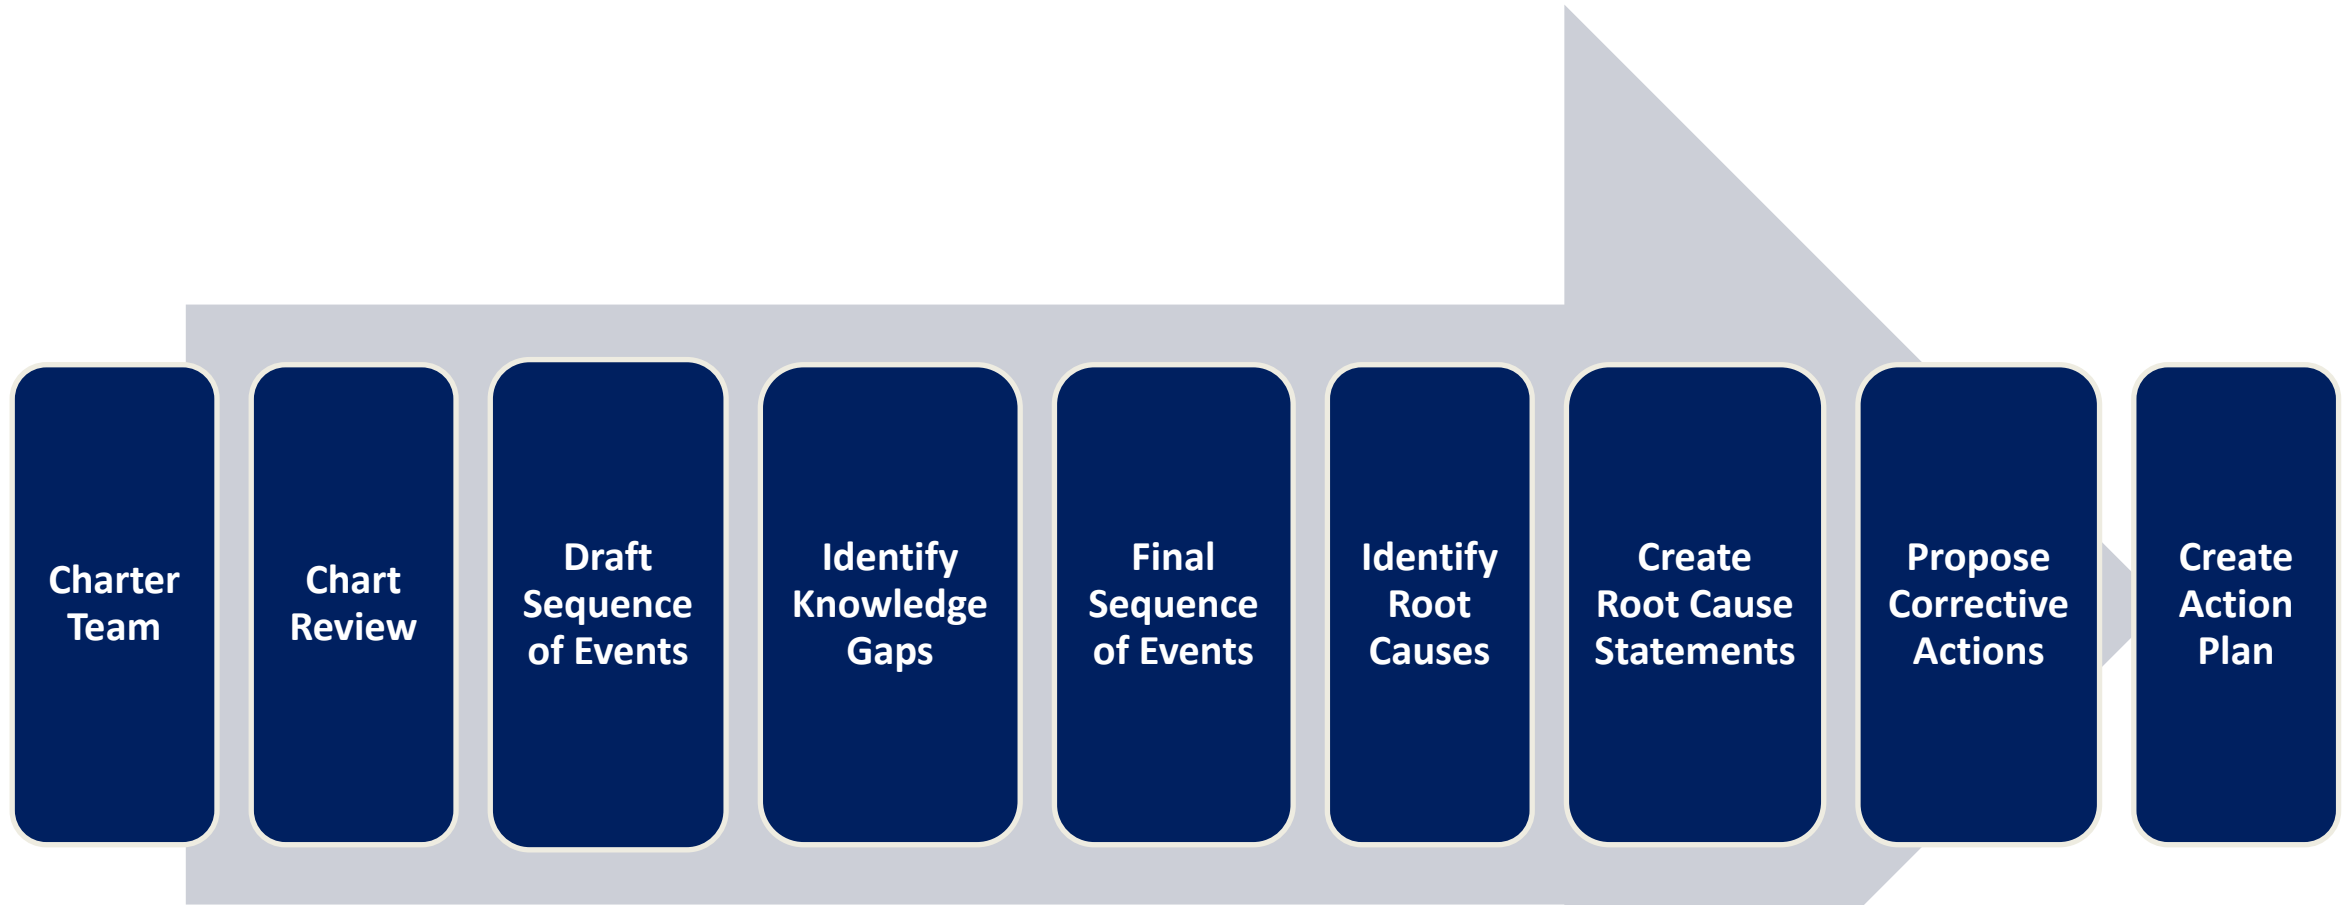 Charter
Team
Chart
Review
Draft
Sequence
of Events
Identify
Knowledge
Gaps
Final
Sequence
of Events
Identify
Root
Causes
Create
Root Cause
Statements
Propose
Corrective
Actions
Create
Action
Plan